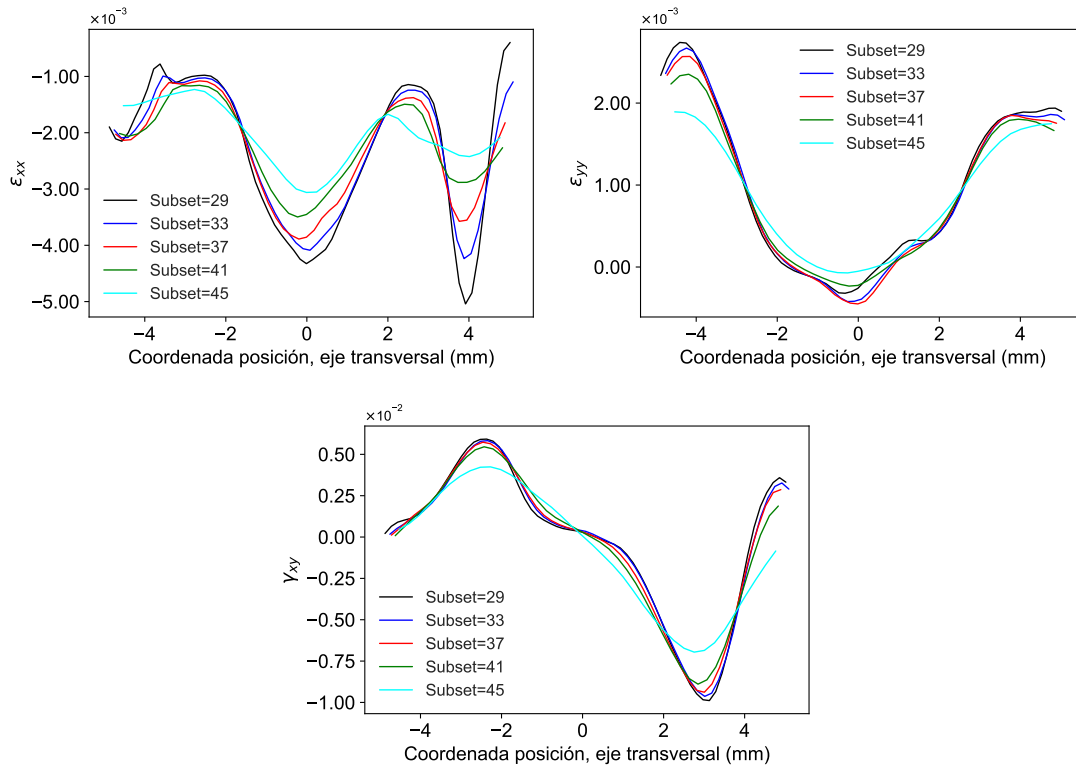 ×10⁻³
−1.00
−2.00
−3.00
−4.00
−5.00
εxx
Subset=29
Subset=33
Subset=37
Subset=41
Subset=45
−4 −2 0 2 4
Coordenada posición, eje transversal (mm)
×10⁻³
2.00
1.00
0.00
εyy
Subset=29
Subset=33
Subset=37
Subset=41
Subset=45
−4 −2 0 2 4
Coordenada posición, eje transversal (mm)
×10⁻²
0.50
0.25
0.00
−0.25
−0.50
−0.75
−1.00
γxy
Subset=29
Subset=33
Subset=37
Subset=41
Subset=45
−4 −2 0 2 4
Coordenada posición, eje transversal (mm)